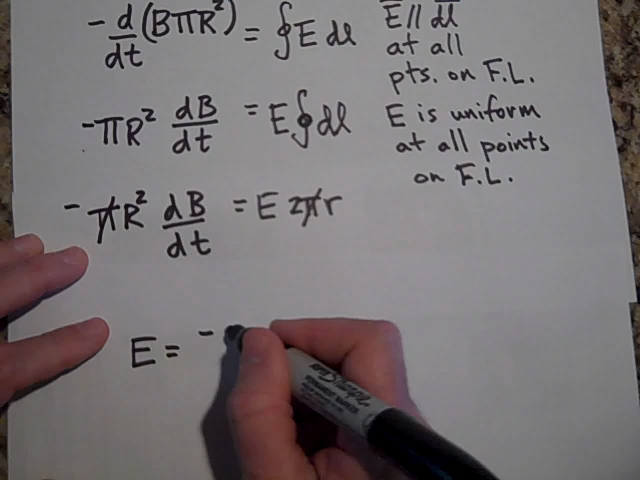 -d/dt (BπR²) = ∮E dl
E // dl
at all
pts. on F.L.
-πR² dB/dt = E∮dl
E is uniform
at all points
on F.L.
-πR² dB/dt = E 2πr
E = -
Sharpie